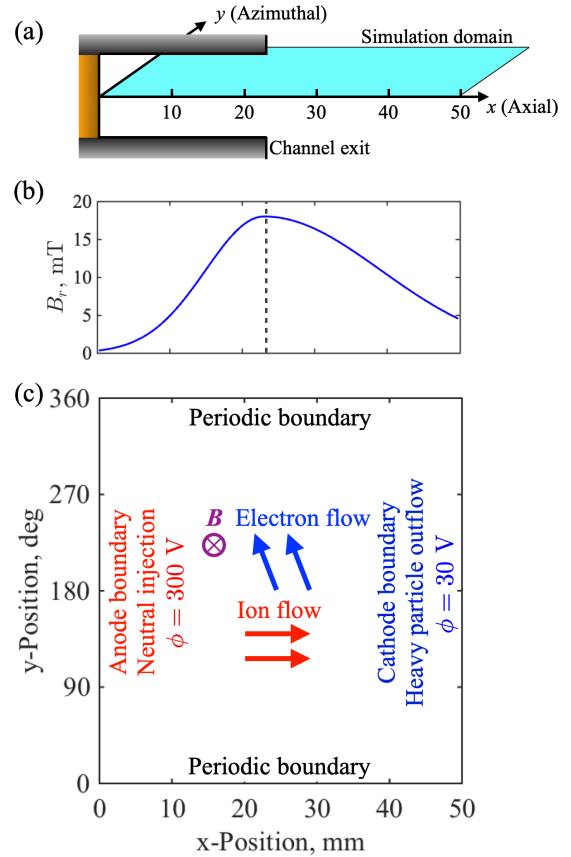 (a)
y (Azimuthal)
Simulation domain
10 20 30 40 50
x (Axial)
Channel exit
(b)
20
15
10
5
0
B_r, mT
(c)
360
270
180
90
0
y-Position, deg
Periodic boundary
Anode boundary
Neutral injection
ϕ = 300 V
B
Electron flow
Ion flow
Cathode boundary
Heavy particle outflow
ϕ = 30 V
Periodic boundary
0 10 20 30 40 50
x-Position, mm